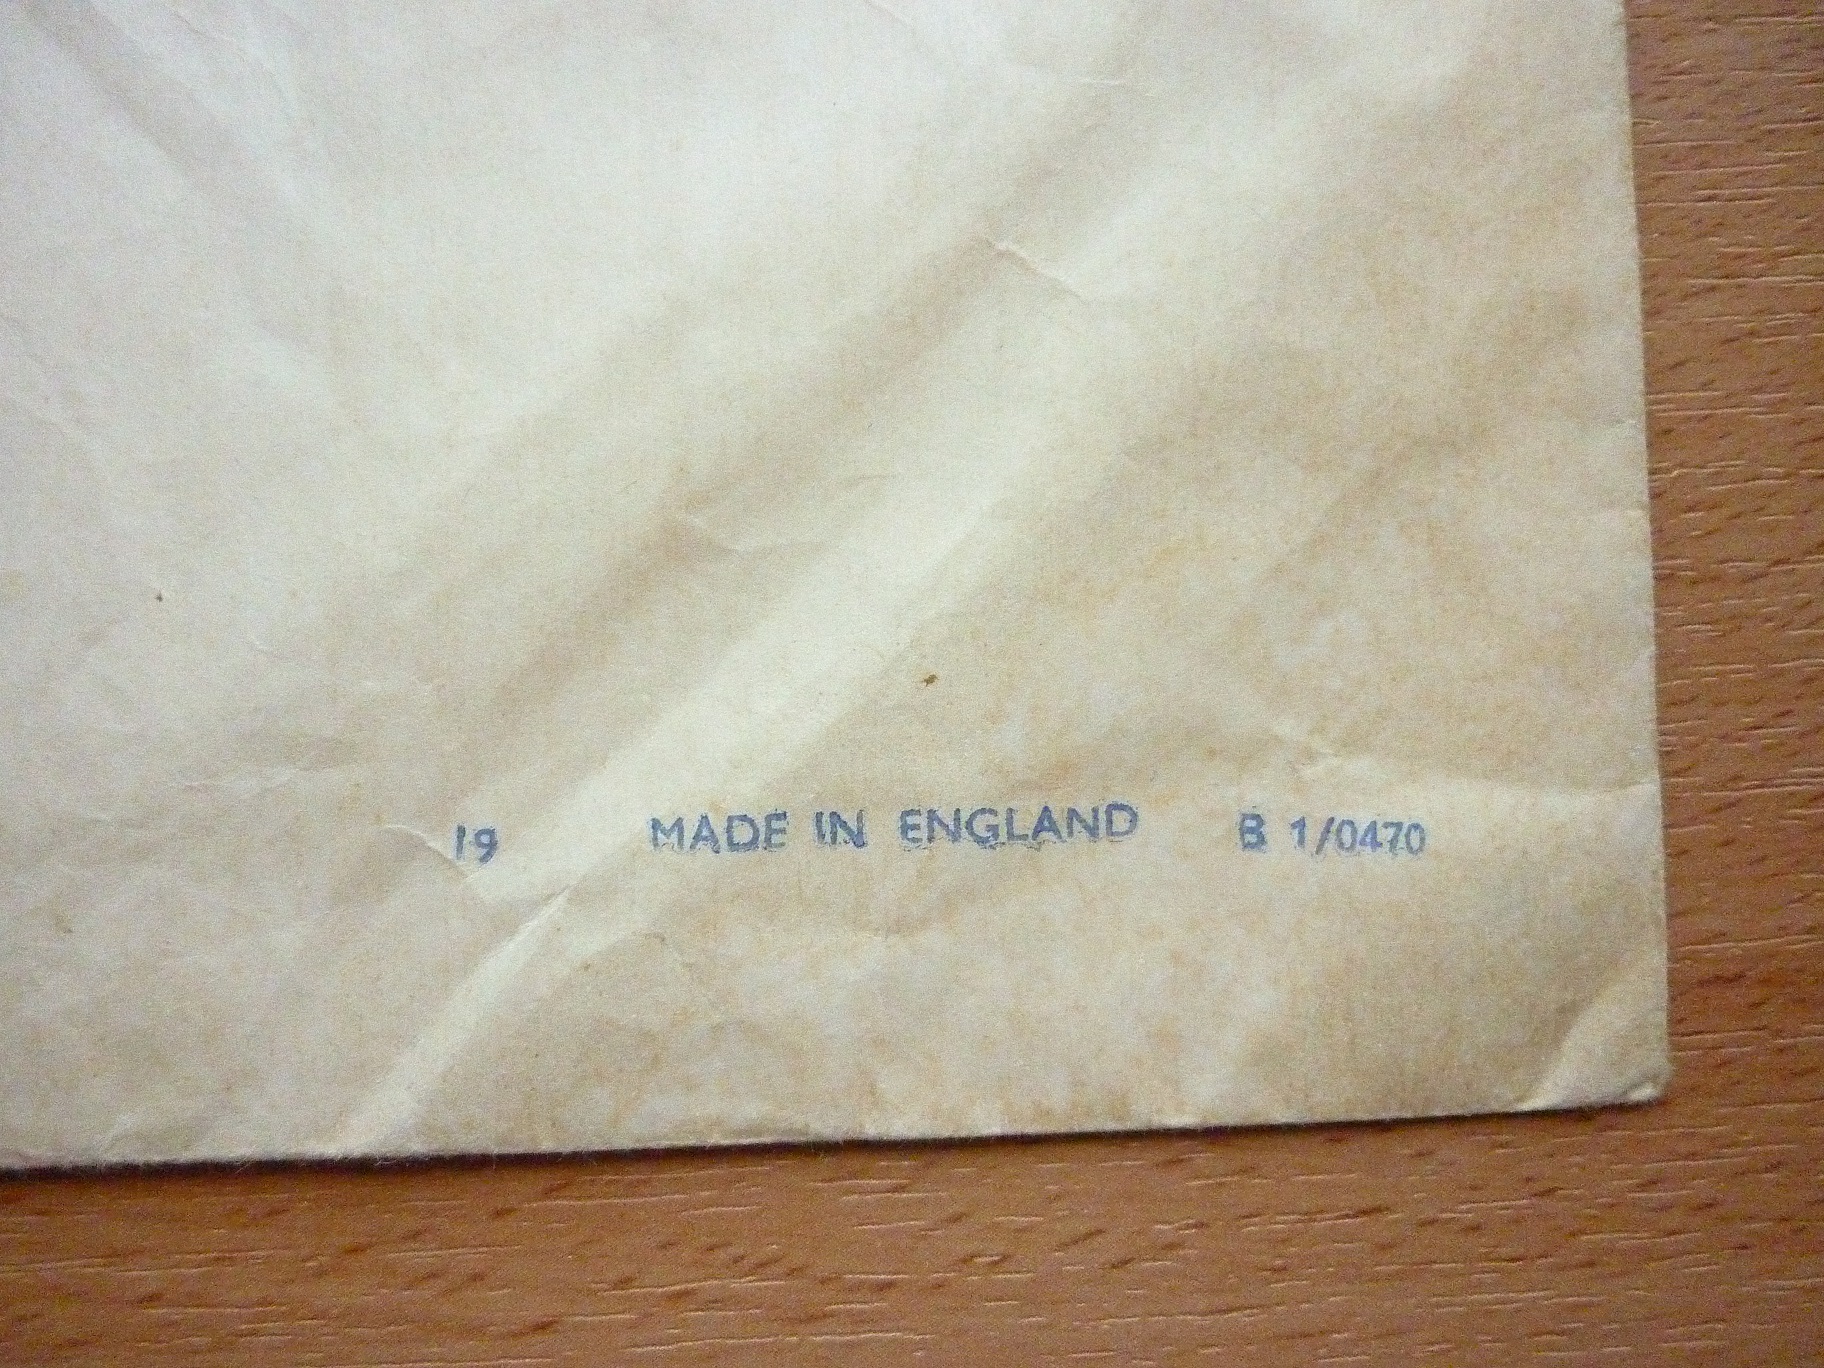 19 MADE IN ENGLAND B 1/0470